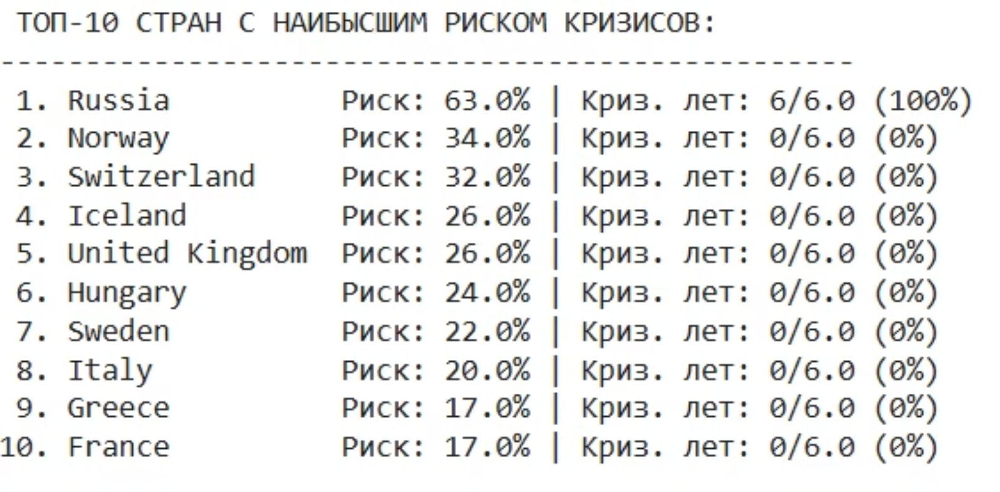 ТОП-10 СТРАН С НАИБЫСШИМ РИСКОМ КРИЗИСОВ:
--------------------------------------------------
1. Russia Риск: 63.0% | Криз. лет: 6/6.0 (100%)
2. Norway Риск: 34.0% | Криз. лет: 0/6.0 (0%)
3. Switzerland Риск: 32.0% | Криз. лет: 0/6.0 (0%)
4. Iceland Риск: 26.0% | Криз. лет: 0/6.0 (0%)
5. United Kingdom Риск: 26.0% | Криз. лет: 0/6.0 (0%)
6. Hungary Риск: 24.0% | Криз. лет: 0/6.0 (0%)
7. Sweden Риск: 22.0% | Криз. лет: 0/6.0 (0%)
8. Italy Риск: 20.0% | Криз. лет: 0/6.0 (0%)
9. Greece Риск: 17.0% | Криз. лет: 0/6.0 (0%)
10. France Риск: 17.0% | Криз. лет: 0/6.0 (0%)